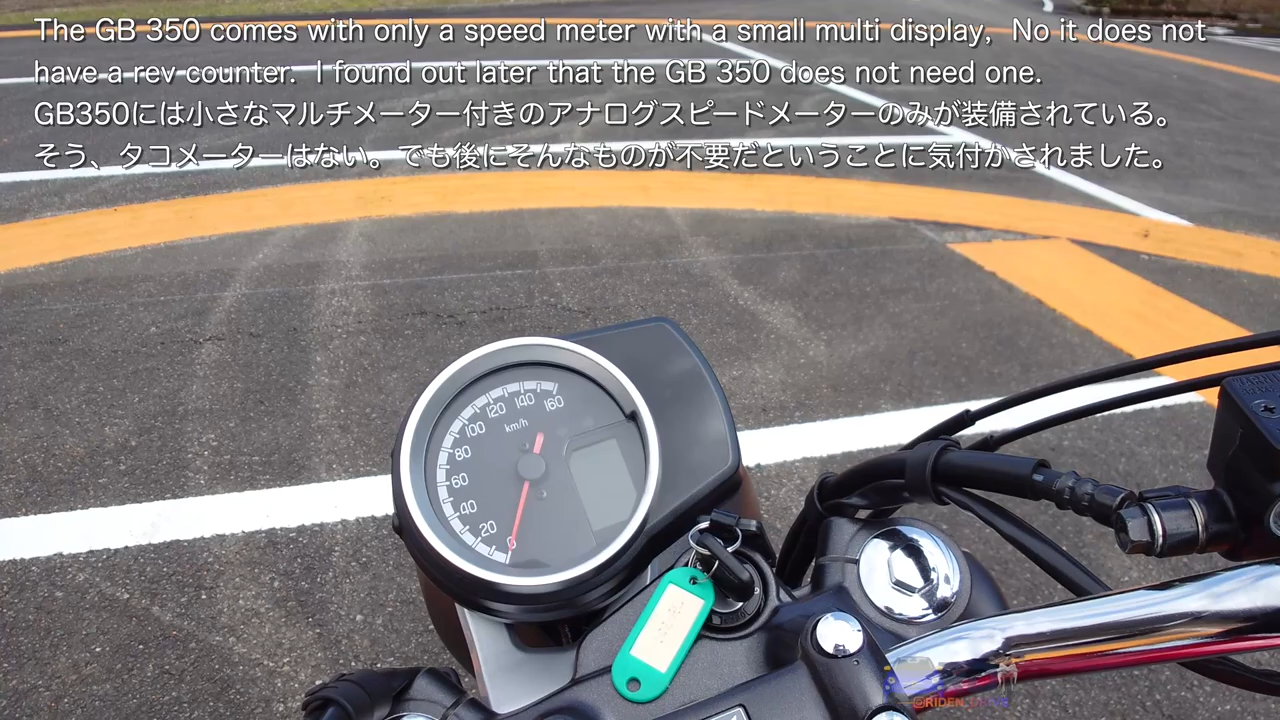 The GB 350 comes with only a speed meter with a small multi display,  No it does not
have a rev counter.  I found out later that the GB 350 does not need one.
GB350には小さなマルチメーター付きのアナログスピードメーターのみが装備されている。
そう、タコメーターはない。でも後にそんなものが不要だということに気付かされました。
160
140
120
100
km/h
80
60
40
20
0